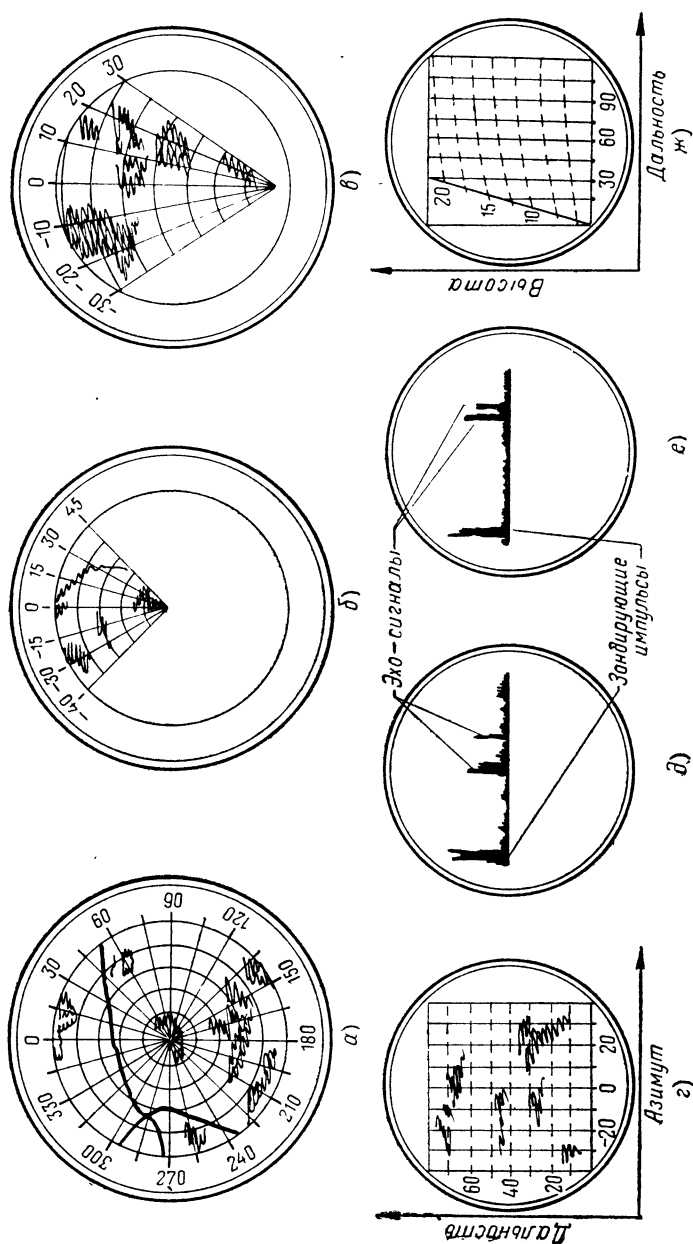 0
30
60
90
120
150
180
210
240
270
300
330
а)
-40
-30
-15
0
15
30
45
б)
-30
-20
-10
0
10
20
30
в)
Дальность
60
40
20
-20
0
20
Азимут
г)
Эхо-сигналы
Зондирующие
импульсы
д)
е)
Высота
20
15
10
30
60
90
Дальность
ж)